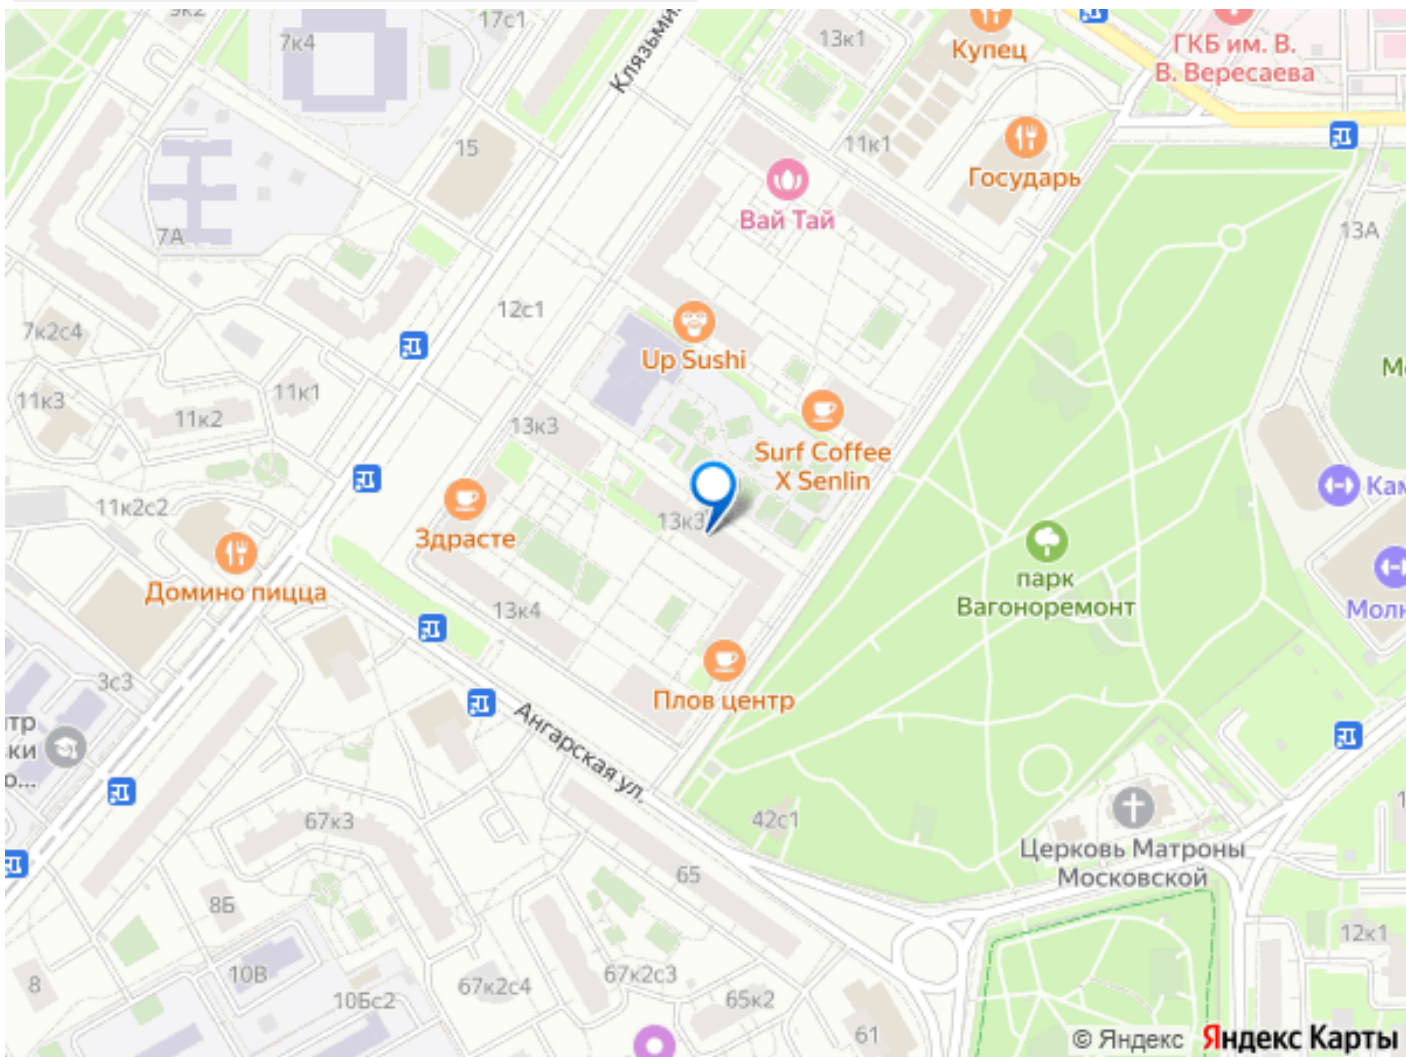 17с1
7к4
13к1
Купец
ГКБ им. В.
В. Вересаева
15
11к1
Государь
Вай Тай
7А
13А
12с1
7к2с4
Up Sushi
11к3
11к2
11к1
13к3
Surf Coffee
X Senlin
11к2с2
13к3
Здрасте
парк
Вагоноремонт
Домино пицца
13к4
3с3
Плов центр
Ангарская ул.
42с1
67к3
Церковь Матроны
Московской
65
8Б
12к1
8
10В
10Бс2
67к2с4
67к2с3
65к2
61
© Яндекс Яндекс Карты